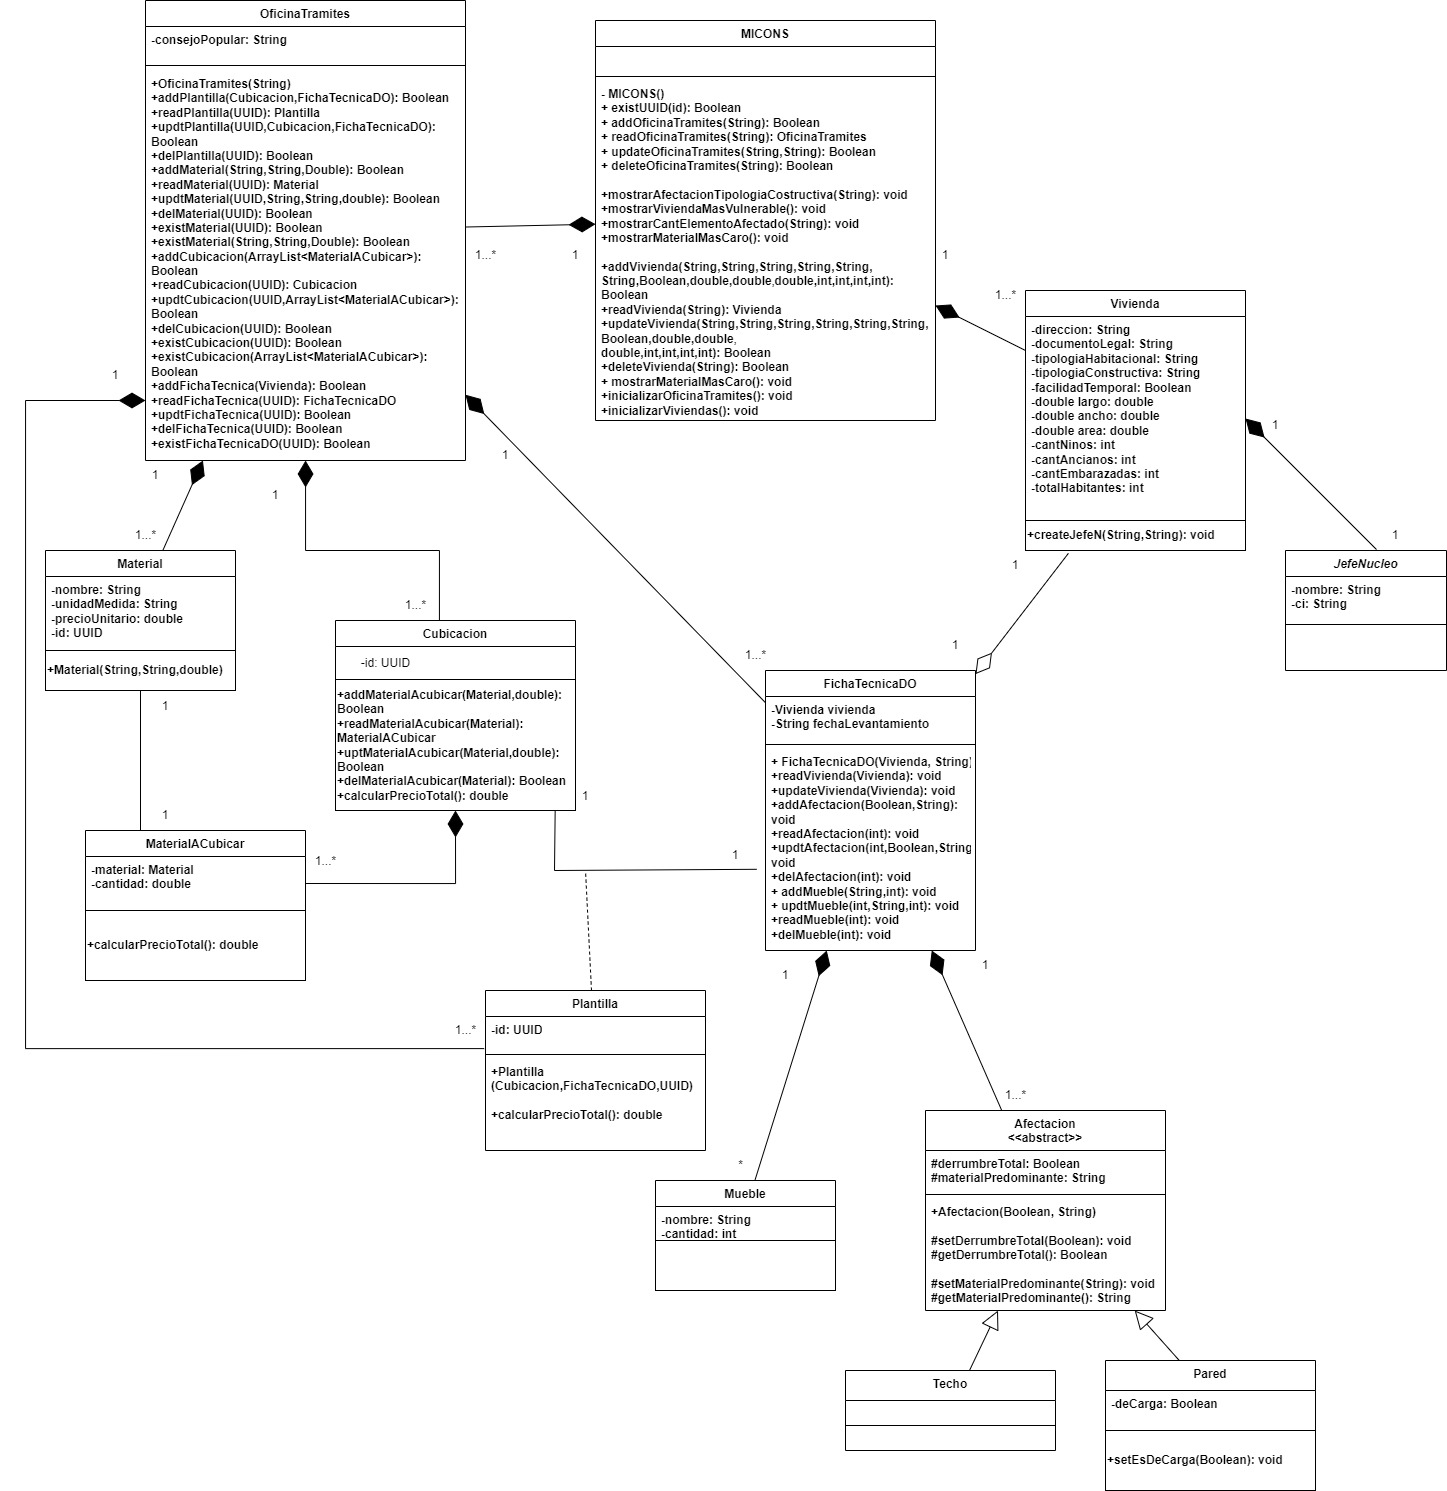 OficinaTramites
-consejoPopular: String
+OficinaTramites(String)
+addPlantilla(Cubicacion,FichaTecnicaDO): Boolean
+readPlantilla(UUID): Plantilla
+updtPlantilla(UUID,Cubicacion,FichaTecnicaDO):
Boolean
+delPlantilla(UUID): Boolean
+addMaterial(String,String,Double): Boolean
+readMaterial(UUID): Material
+updtMaterial(UUID,String,String,double): Boolean
+delMaterial(UUID): Boolean
+existMaterial(UUID): Boolean
+existMaterial(String,String,Double): Boolean
+addCubicacion(ArrayList<MaterialACubicar>):
Boolean
+readCubicacion(UUID): Cubicacion
+updtCubicacion(UUID,ArrayList<MaterialACubicar>):
Boolean
+delCubicacion(UUID): Boolean
+existCubicacion(UUID): Boolean
+existCubicacion(ArrayList<MaterialACubicar>):
Boolean
+addFichaTecnica(Vivienda): Boolean
+readFichaTecnica(UUID): FichaTecnicaDO
+updtFichaTecnica(UUID): Boolean
+delFichaTecnica(UUID): Boolean
+existFichaTecnicaDO(UUID): Boolean
MICONS
- MICONS()
+ existUUID(id): Boolean
+ addOficinaTramites(String): Boolean
+ readOficinaTramites(String): OficinaTramites
+ updateOficinaTramites(String,String): Boolean
+ deleteOficinaTramites(String): Boolean
+mostrarAfectacionTipologiaCostructiva(String): void
+mostrarViviendaMasVulnerable(): void
+mostrarCantElementoAfectado(String): void
+mostrarMaterialMasCaro(): void
+addVivienda(String,String,String,String,String,
String,Boolean,double,double,double,int,int,int,int):
Boolean
+readVivienda(String): Vivienda
+updateVivienda(String,String,String,String,String,String,
Boolean,double,double,
double,int,int,int,int): Boolean
+deleteVivienda(String): Boolean
+ mostrarMaterialMasCaro(): void
+inicializarOficinaTramites(): void
+inicializarViviendas(): void
1...*
1
1
1...*
Vivienda
-direccion: String
-documentoLegal: String
-tipologiaHabitacional: String
-tipologiaConstructiva: String
-facilidadTemporal: Boolean
-double largo: double
-double ancho: double
-double area: double
-cantNinos: int
-cantAncianos: int
-cantEmbarazadas: int
-totalHabitantes: int
+createJefeN(String,String): void
1
1
JefeNucleo
-nombre: String
-ci: String
1
1
1
1
1
1...*
1...*
1...*
1
1
Material
-nombre: String
-unidadMedida: String
-precioUnitario: double
-id: UUID
+Material(String,String,double)
1
1
Cubicacion
-id: UUID
+addMaterialAcubicar(Material,double):
Boolean
+readMaterialAcubicar(Material):
MaterialACubicar
+uptMaterialAcubicar(Material,double):
Boolean
+delMaterialAcubicar(Material): Boolean
+calcularPrecioTotal(): double
1
1
1...*
MaterialACubicar
-material: Material
-cantidad: double
+calcularPrecioTotal(): double
FichaTecnicaDO
-Vivienda vivienda
-String fechaLevantamiento
+ FichaTecnicaDO(Vivienda, String)
+readVivienda(Vivienda): void
+updateVivienda(Vivienda): void
+addAfectacion(Boolean,String):
void
+readAfectacion(int): void
+updtAfectacion(int,Boolean,String
void
+delAfectacion(int): void
+ addMueble(String,int): void
+ updtMueble(int,String,int): void
+readMueble(int): void
+delMueble(int): void
1
1
1...*
Plantilla
-id: UUID
+Plantilla
(Cubicacion,FichaTecnicaDO,UUID)
+calcularPrecioTotal(): double
*
1...*
Mueble
-nombre: String
-cantidad: int
Afectacion
<<abstract>>
#derrumbreTotal: Boolean
#materialPredominante: String
+Afectacion(Boolean, String)
#setDerrumbreTotal(Boolean): void
#getDerrumbreTotal(): Boolean
#setMaterialPredominante(String): void
#getMaterialPredominante(): String
Techo
Pared
-deCarga: Boolean
+setEsDeCarga(Boolean): void